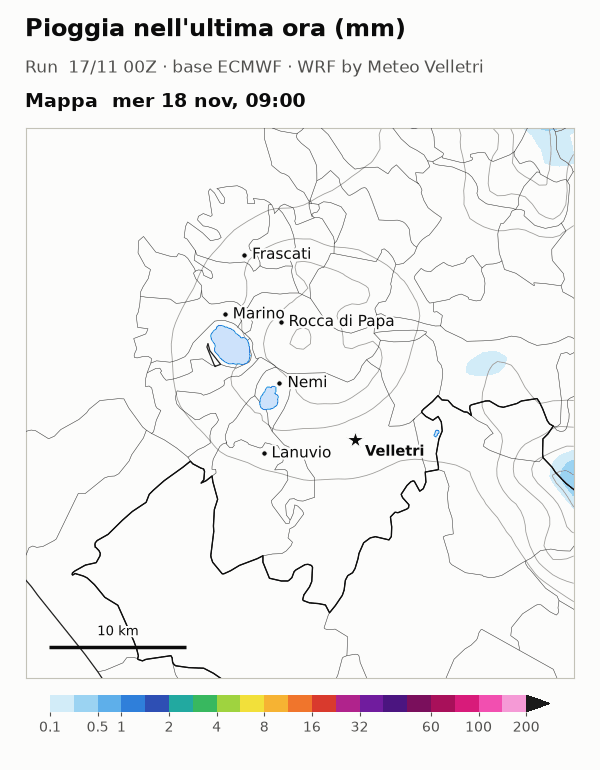 Pioggia nell'ultima ora (mm)
Run  17/11 00Z · base ECMWF · WRF by Meteo Velletri
Mappa  mer 18 nov, 09:00
Frascati
Marino
Rocca di Papa
Nemi
Velletri
Lanuvio
10 km
0.1 0.5 1 2 4 8 16 32 60 100 200